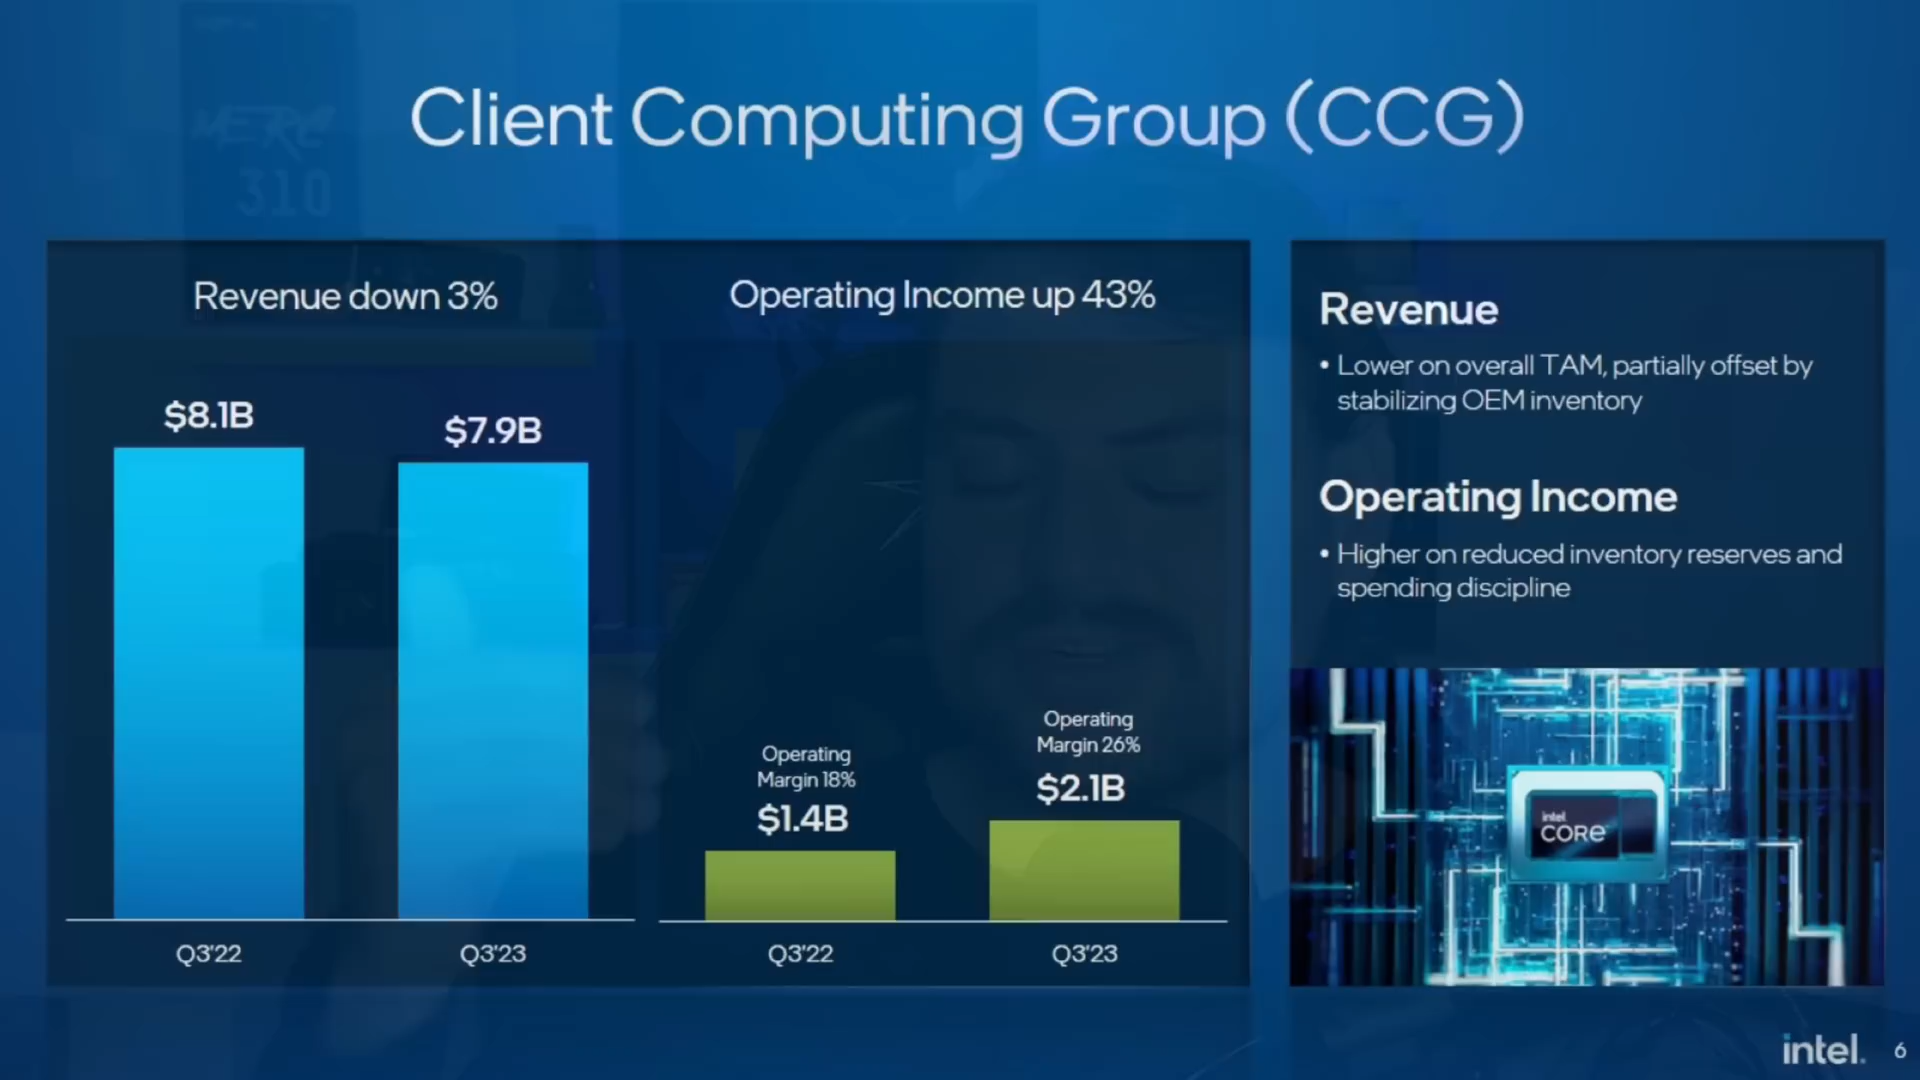 Client Computing Group (CCG)
Revenue down 3%
$8.1B
$7.9B
Q3'22
Q3'23
Operating Income up 43%
Operating
Margin 18%
$1.4B
Operating
Margin 26%
$2.1B
Q3'22
Q3'23
Revenue
• Lower on overall TAM, partially offset by
stabilizing OEM inventory
Operating Income
• Higher on reduced inventory reserves and
spending discipline
intel
CORE
intel.
6
MERC
310